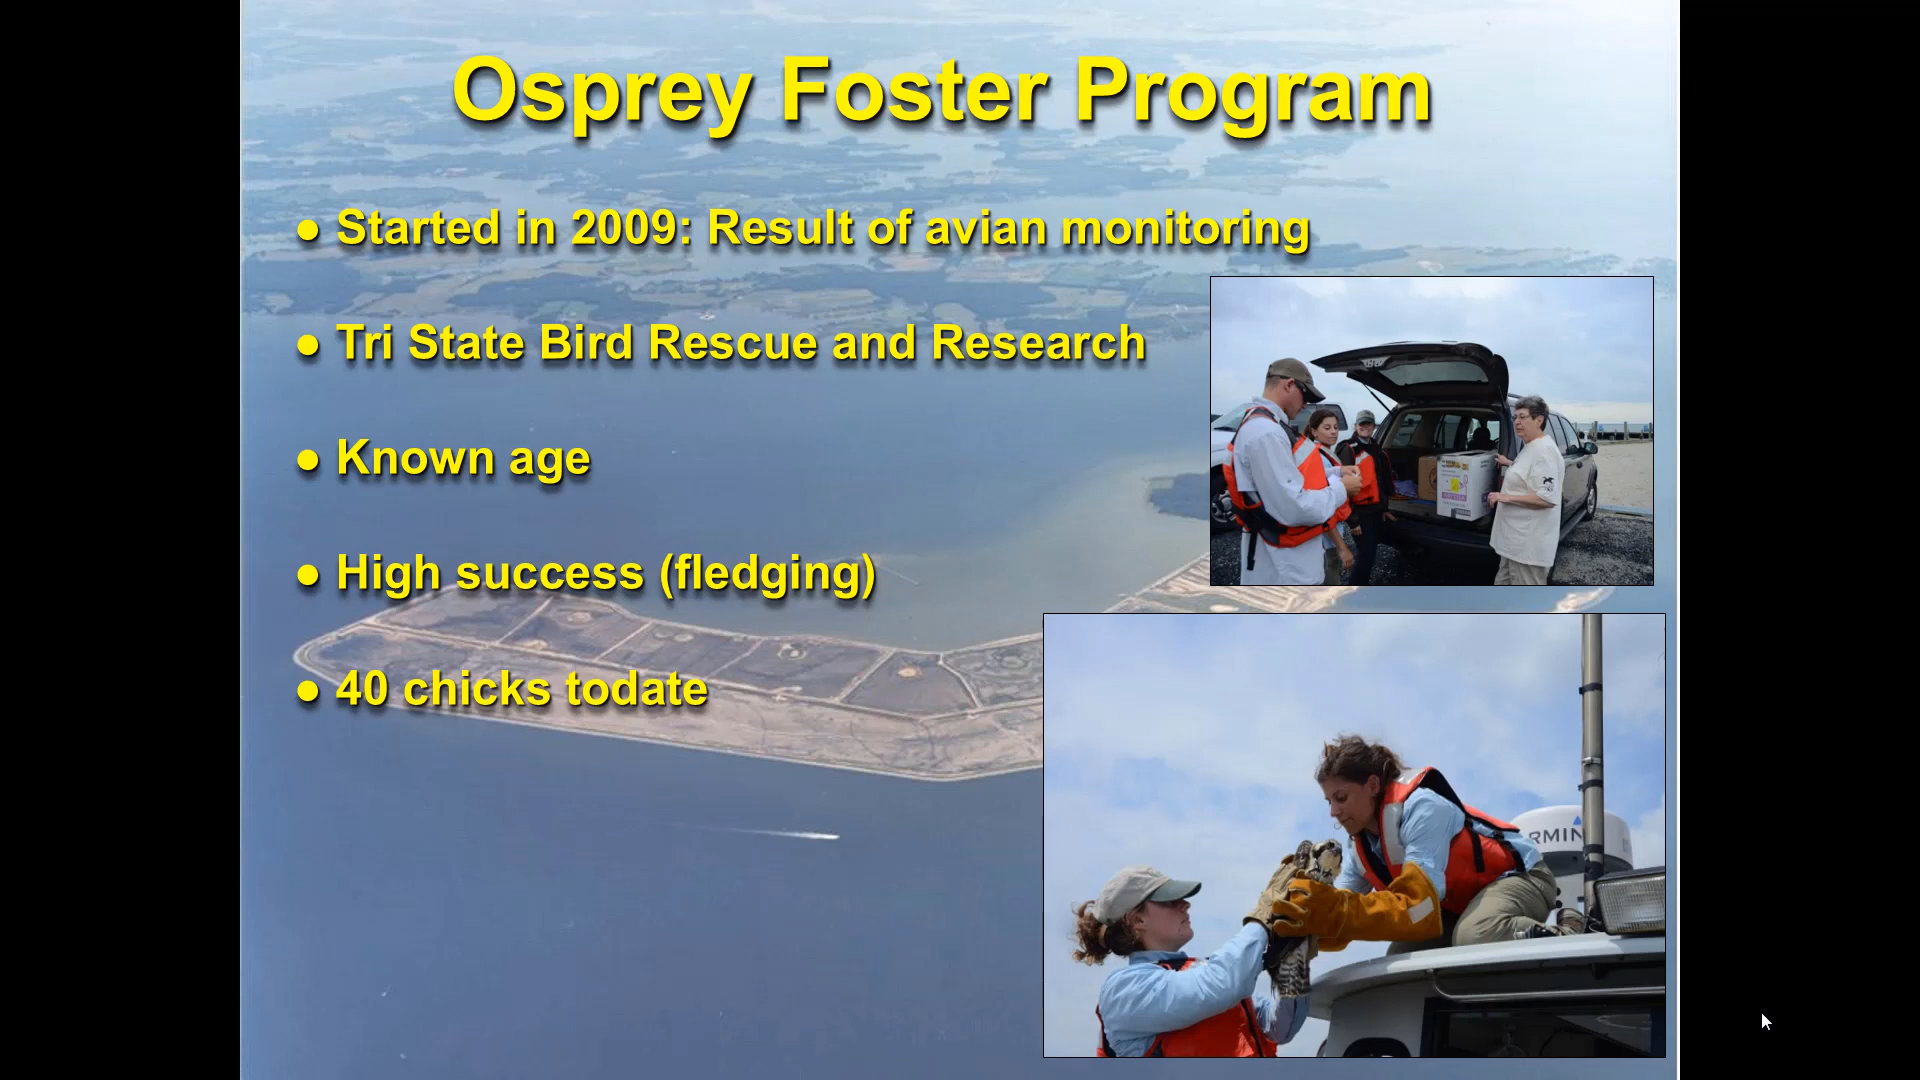 Osprey Foster Program
● Started in 2009: Result of avian monitoring
● Tri State Bird Rescue and Research
● Known age
● High success (fledging)
● 40 chicks todate
RMIN